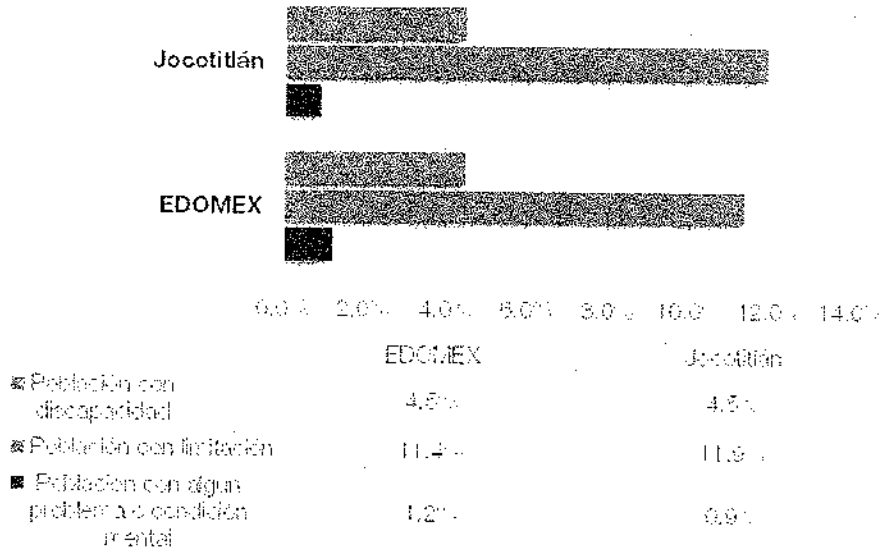 Jocotitlán
EDOMEX
0.0% 2.0% 4.0% 6.0% 8.0% 10.0 12.0 14.0%
EDOMEX Jocotitlán
Población con discapacidad 4.5% 4.5%
Población con limitación 11.4% 11.9
Población con algun problema o condición mental 1.2% 0.9